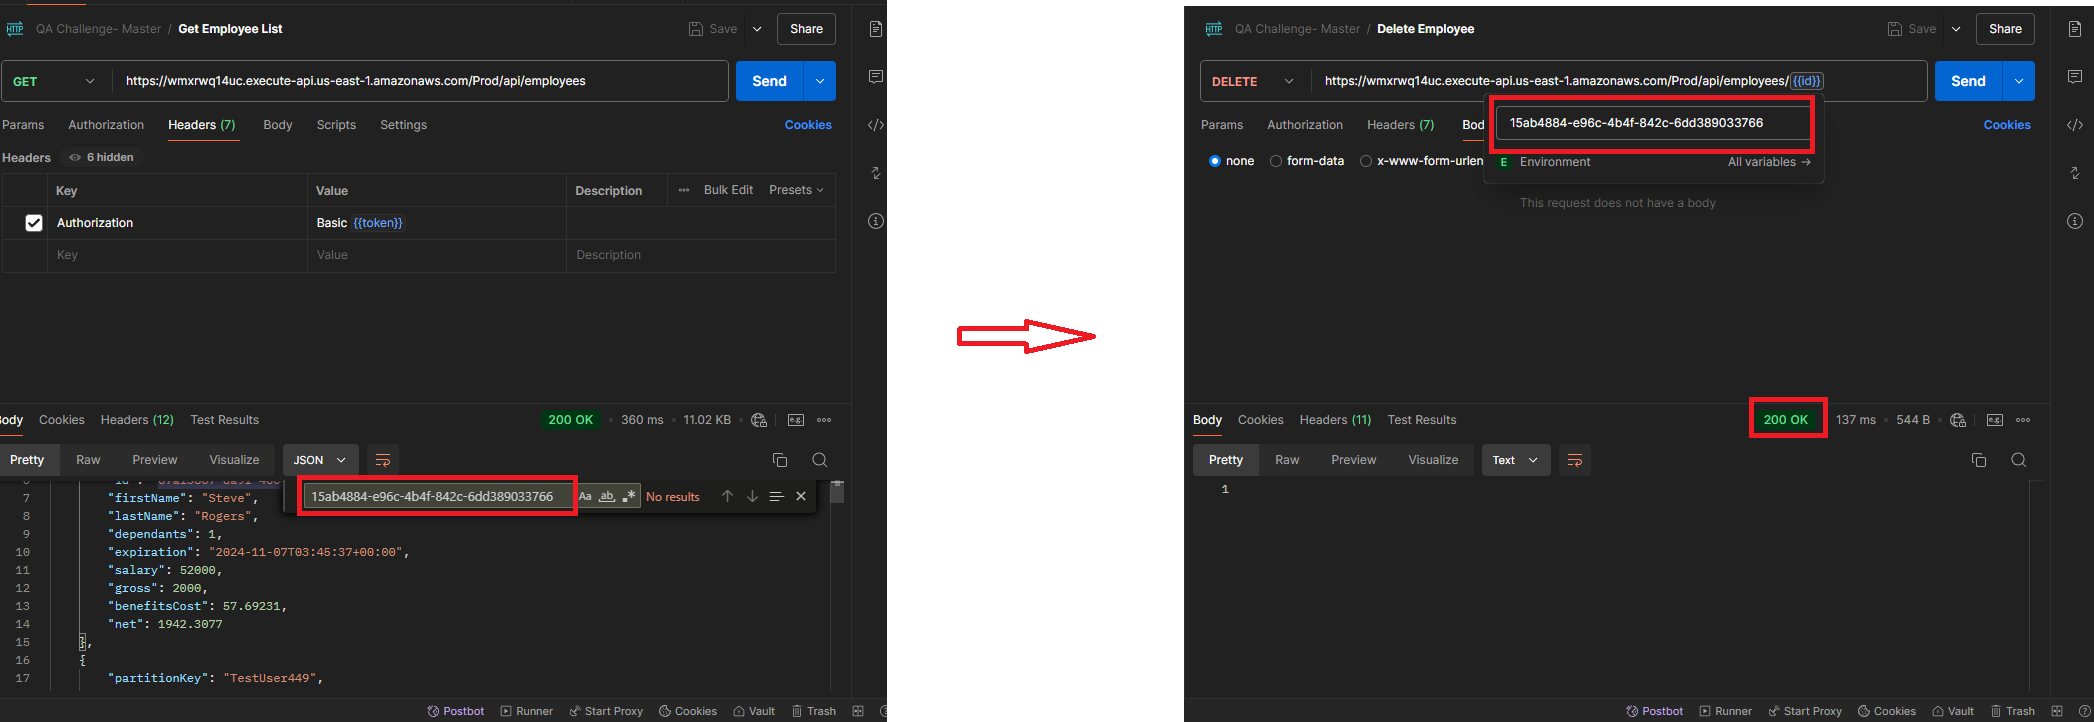 QA Challenge- Master / Get Employee List
Save
Share
GET
https://wmxrwq14uc.execute-api.us-east-1.amazonaws.com/Prod/api/employees
Send
Params Authorization Headers (7) Body Scripts Settings
Cookies
Headers 6 hidden
Key Value Description Bulk Edit Presets
Authorization Basic {{token}}
Key Value Description
Body Cookies Headers (12) Test Results
200 OK • 360 ms • 11.02 KB
e.g.
Pretty Raw Preview Visualize JSON
15ab4884-e96c-4b4f-842c-6dd389033766 Aa ab. .* No results
7 "firstName": "Steve",
8 "lastName": "Rogers",
9 "dependants": 1,
10 "expiration": "2024-11-07T03:45:37+00:00",
11 "salary": 52000,
12 "gross": 2000,
13 "benefitsCost": 57.69231,
14 "net": 1942.3077
15 },
16 {
17 "partitionKey": "TestUser449",
Postbot Runner Start Proxy Cookies Vault Trash
HTTP
QA Challenge- Master / Delete Employee
Save
Share
DELETE
https://wmxrwq14uc.execute-api.us-east-1.amazonaws.com/Prod/api/employees/{{id}}
Send
Params Authorization Headers (7) Bod
Cookies
15ab4884-e96c-4b4f-842c-6dd389033766
E Environment All variables →
none form-data x-www-form-urlen
This request does not have a body
Body Cookies Headers (11) Test Results
200 OK • 137 ms • 544 B
e.g.
Pretty Raw Preview Visualize Text
1
Postbot Runner Start Proxy Cookies Vault Trash